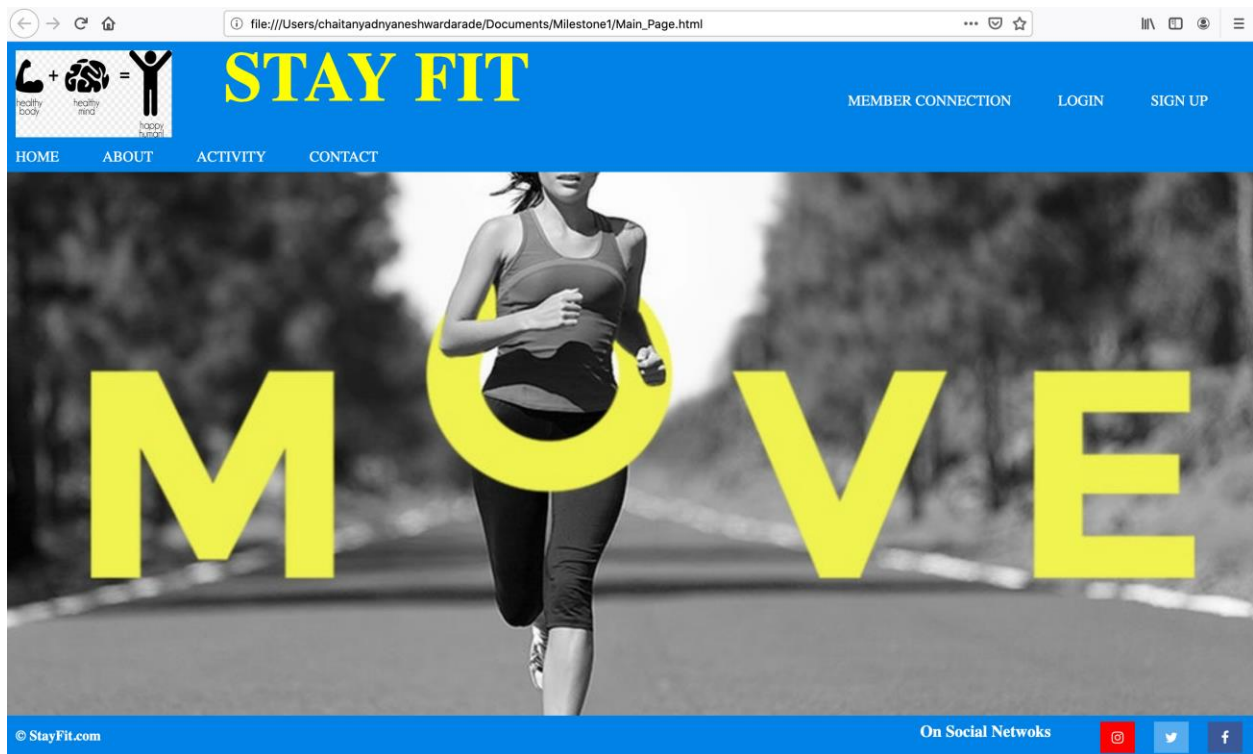 file:///Users/chaitanyadnyaneshwardarade/Documents/Milestone1/Main_Page.html
+ =
healthy body
healthy mind
happy human!
STAY FIT
MEMBER CONNECTION LOGIN SIGN UP
HOME ABOUT ACTIVITY CONTACT
MOVE
© StayFit.com
On Social Netwoks